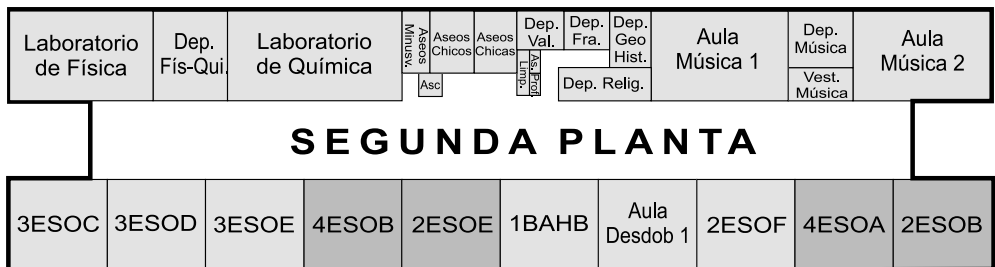 Laboratorio
de Física
Dep.
Fís-Qui.
Laboratorio
de Química
Aseos
Minusv.
Aseos
Chicos
Aseos
Chicas
Asc
Dep.
Val.
Limp.
As. Prof.
Dep.
Fra.
Dep.
Geo
Hist.
Dep. Relig.
Aula
Música 1
Dep.
Música
Vest.
Música
Aula
Música 2
SEGUNDA PLANTA
3ESOC
3ESOD
3ESOE
4ESOB
2ESOE
1BAHB
Aula
Desdob 1
2ESOF
4ESOA
2ESOB